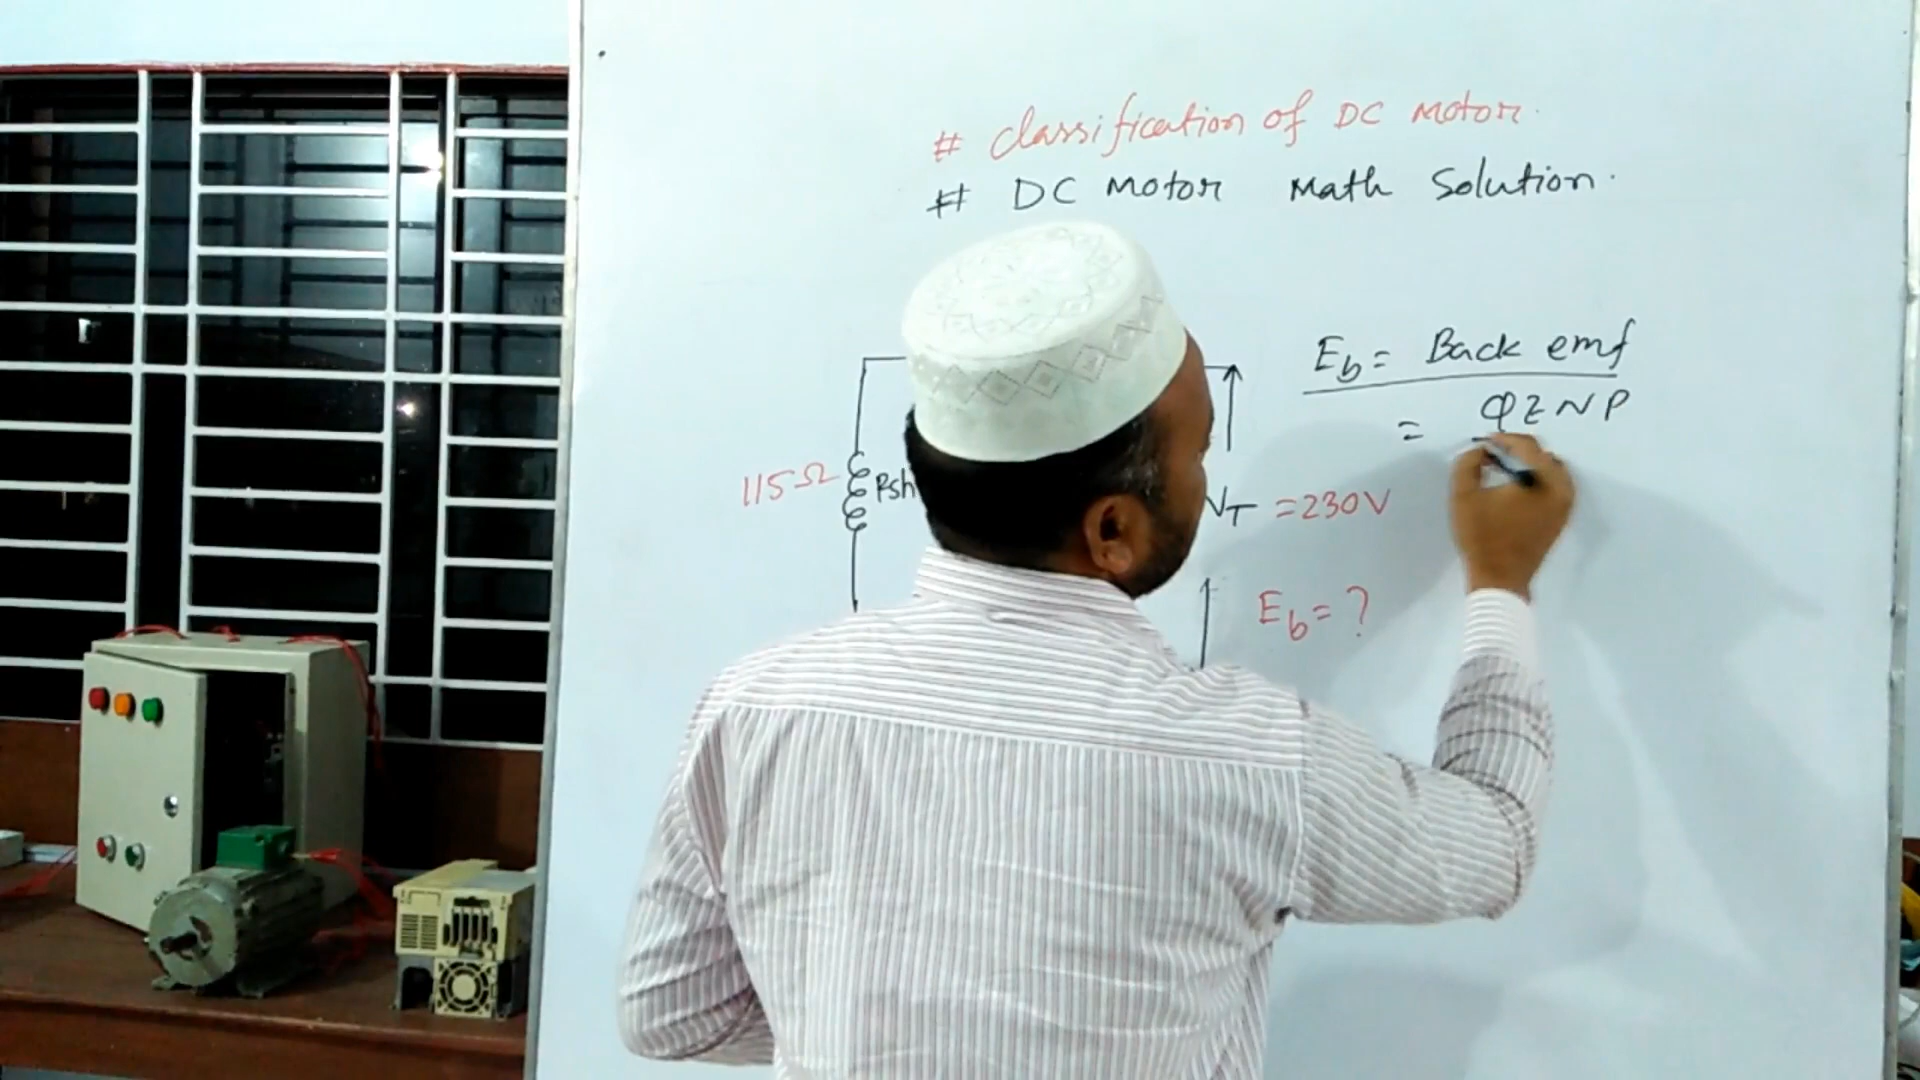 # Classification of DC Motor.
# DC Motor Math Solution.
Eb = Back emf
= φZNP
115Ω Rsh
VT = 230V
Eb = ?